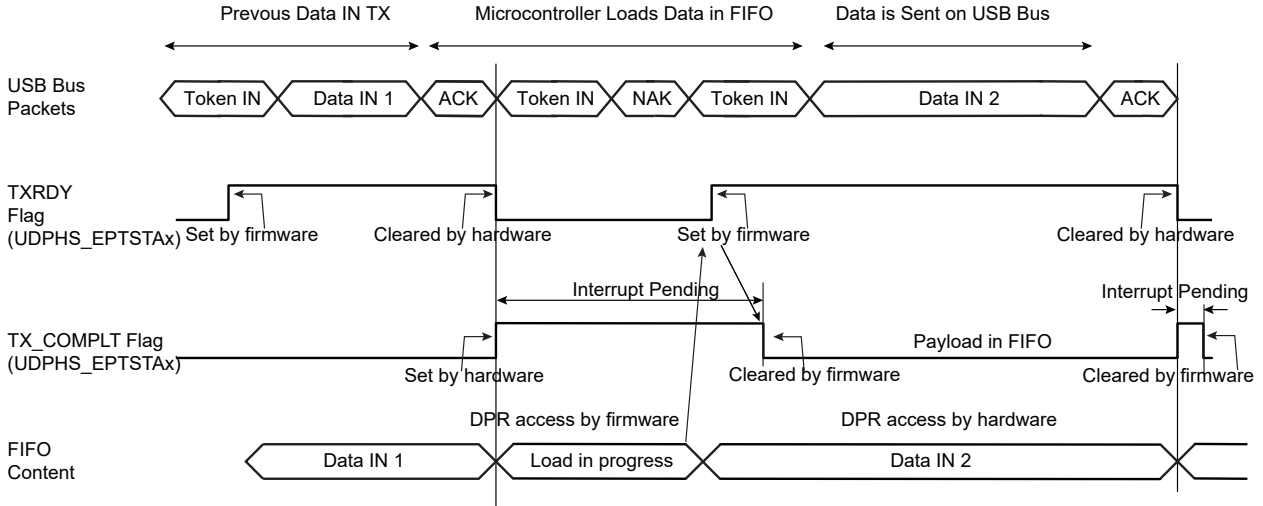 Prevous Data IN TX
Microcontroller Loads Data in FIFO
Data is Sent on USB Bus
USB Bus
Packets
Token IN
Data IN 1
ACK
Token IN
NAK
Token IN
Data IN 2
ACK
TXRDY
Flag
(UDPHS_EPTSTAx)
Set by firmware
Cleared by hardware
Set by firmware
Cleared by hardware
Interrupt Pending
Interrupt Pending
TX_COMPLT Flag
(UDPHS_EPTSTAx)
Payload in FIFO
Set by hardware
Cleared by firmware
Cleared by firmware
DPR access by firmware
DPR access by hardware
FIFO
Content
Data IN 1
Load in progress
Data IN 2